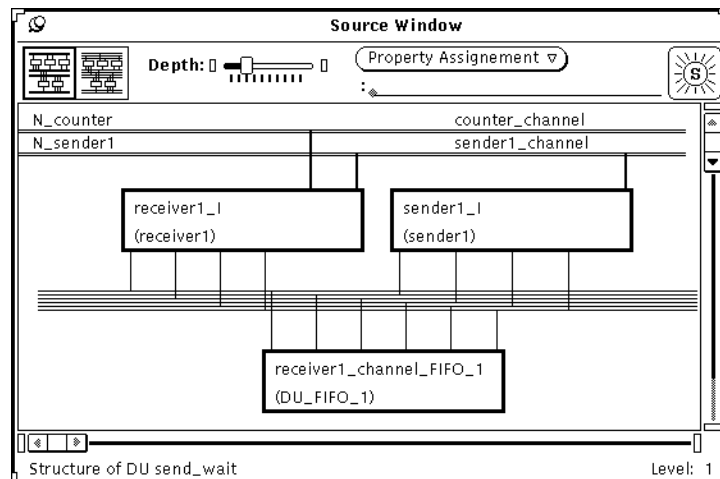 Source Window
Depth:
Property Assignement
:
S
N_counter counter_channel
N_sender1 sender1_channel
receiver1_I
(receiver1)
sender1_I
(sender1)
receiver1_channel_FIFO_1
(DU_FIFO_1)
Structure of DU send_wait Level: 1